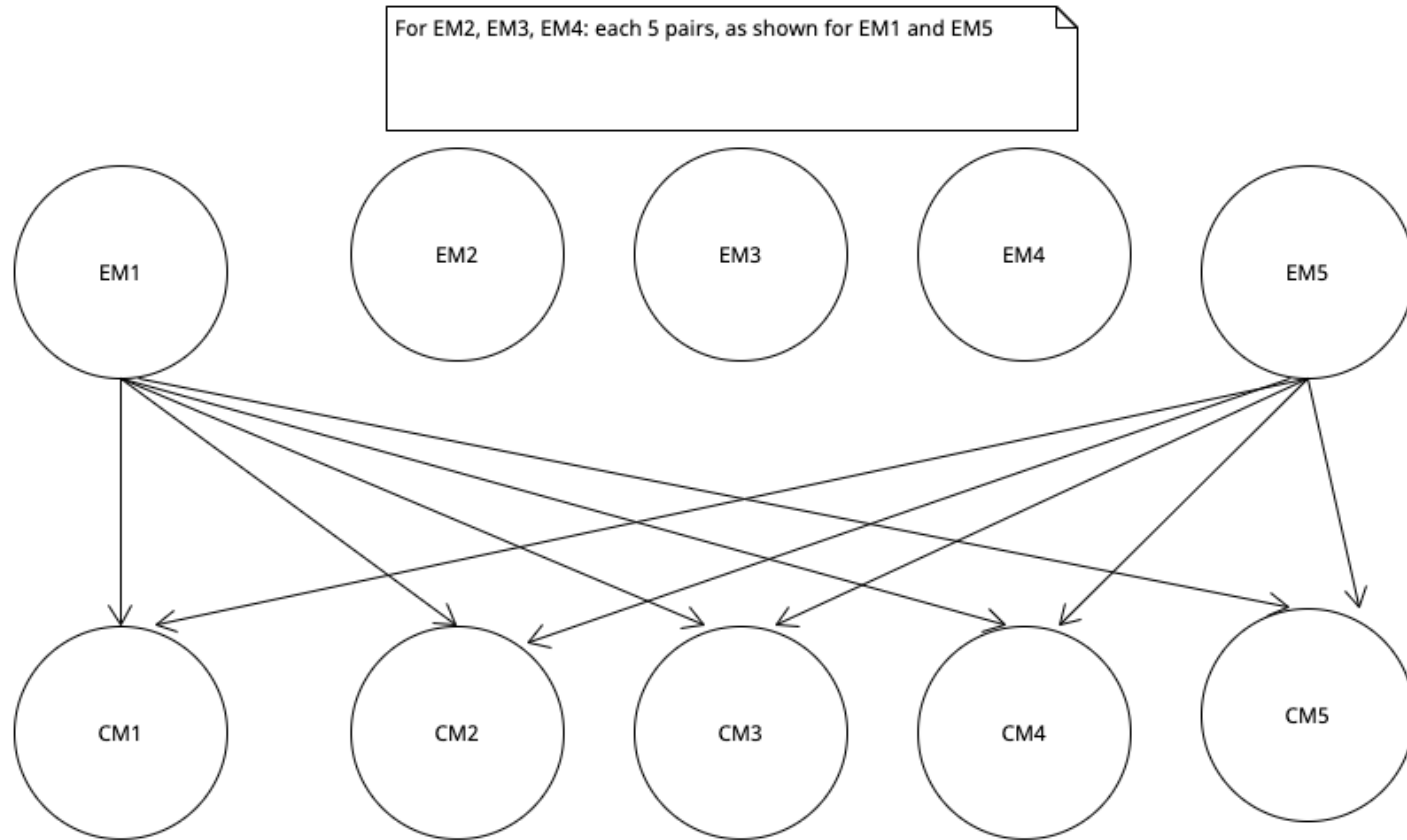 For EM2, EM3, EM4: each 5 pairs, as shown for EM1 and EM5
EM1
EM2
EM3
EM4
EM5
CM1
CM2
CM3
CM4
CM5